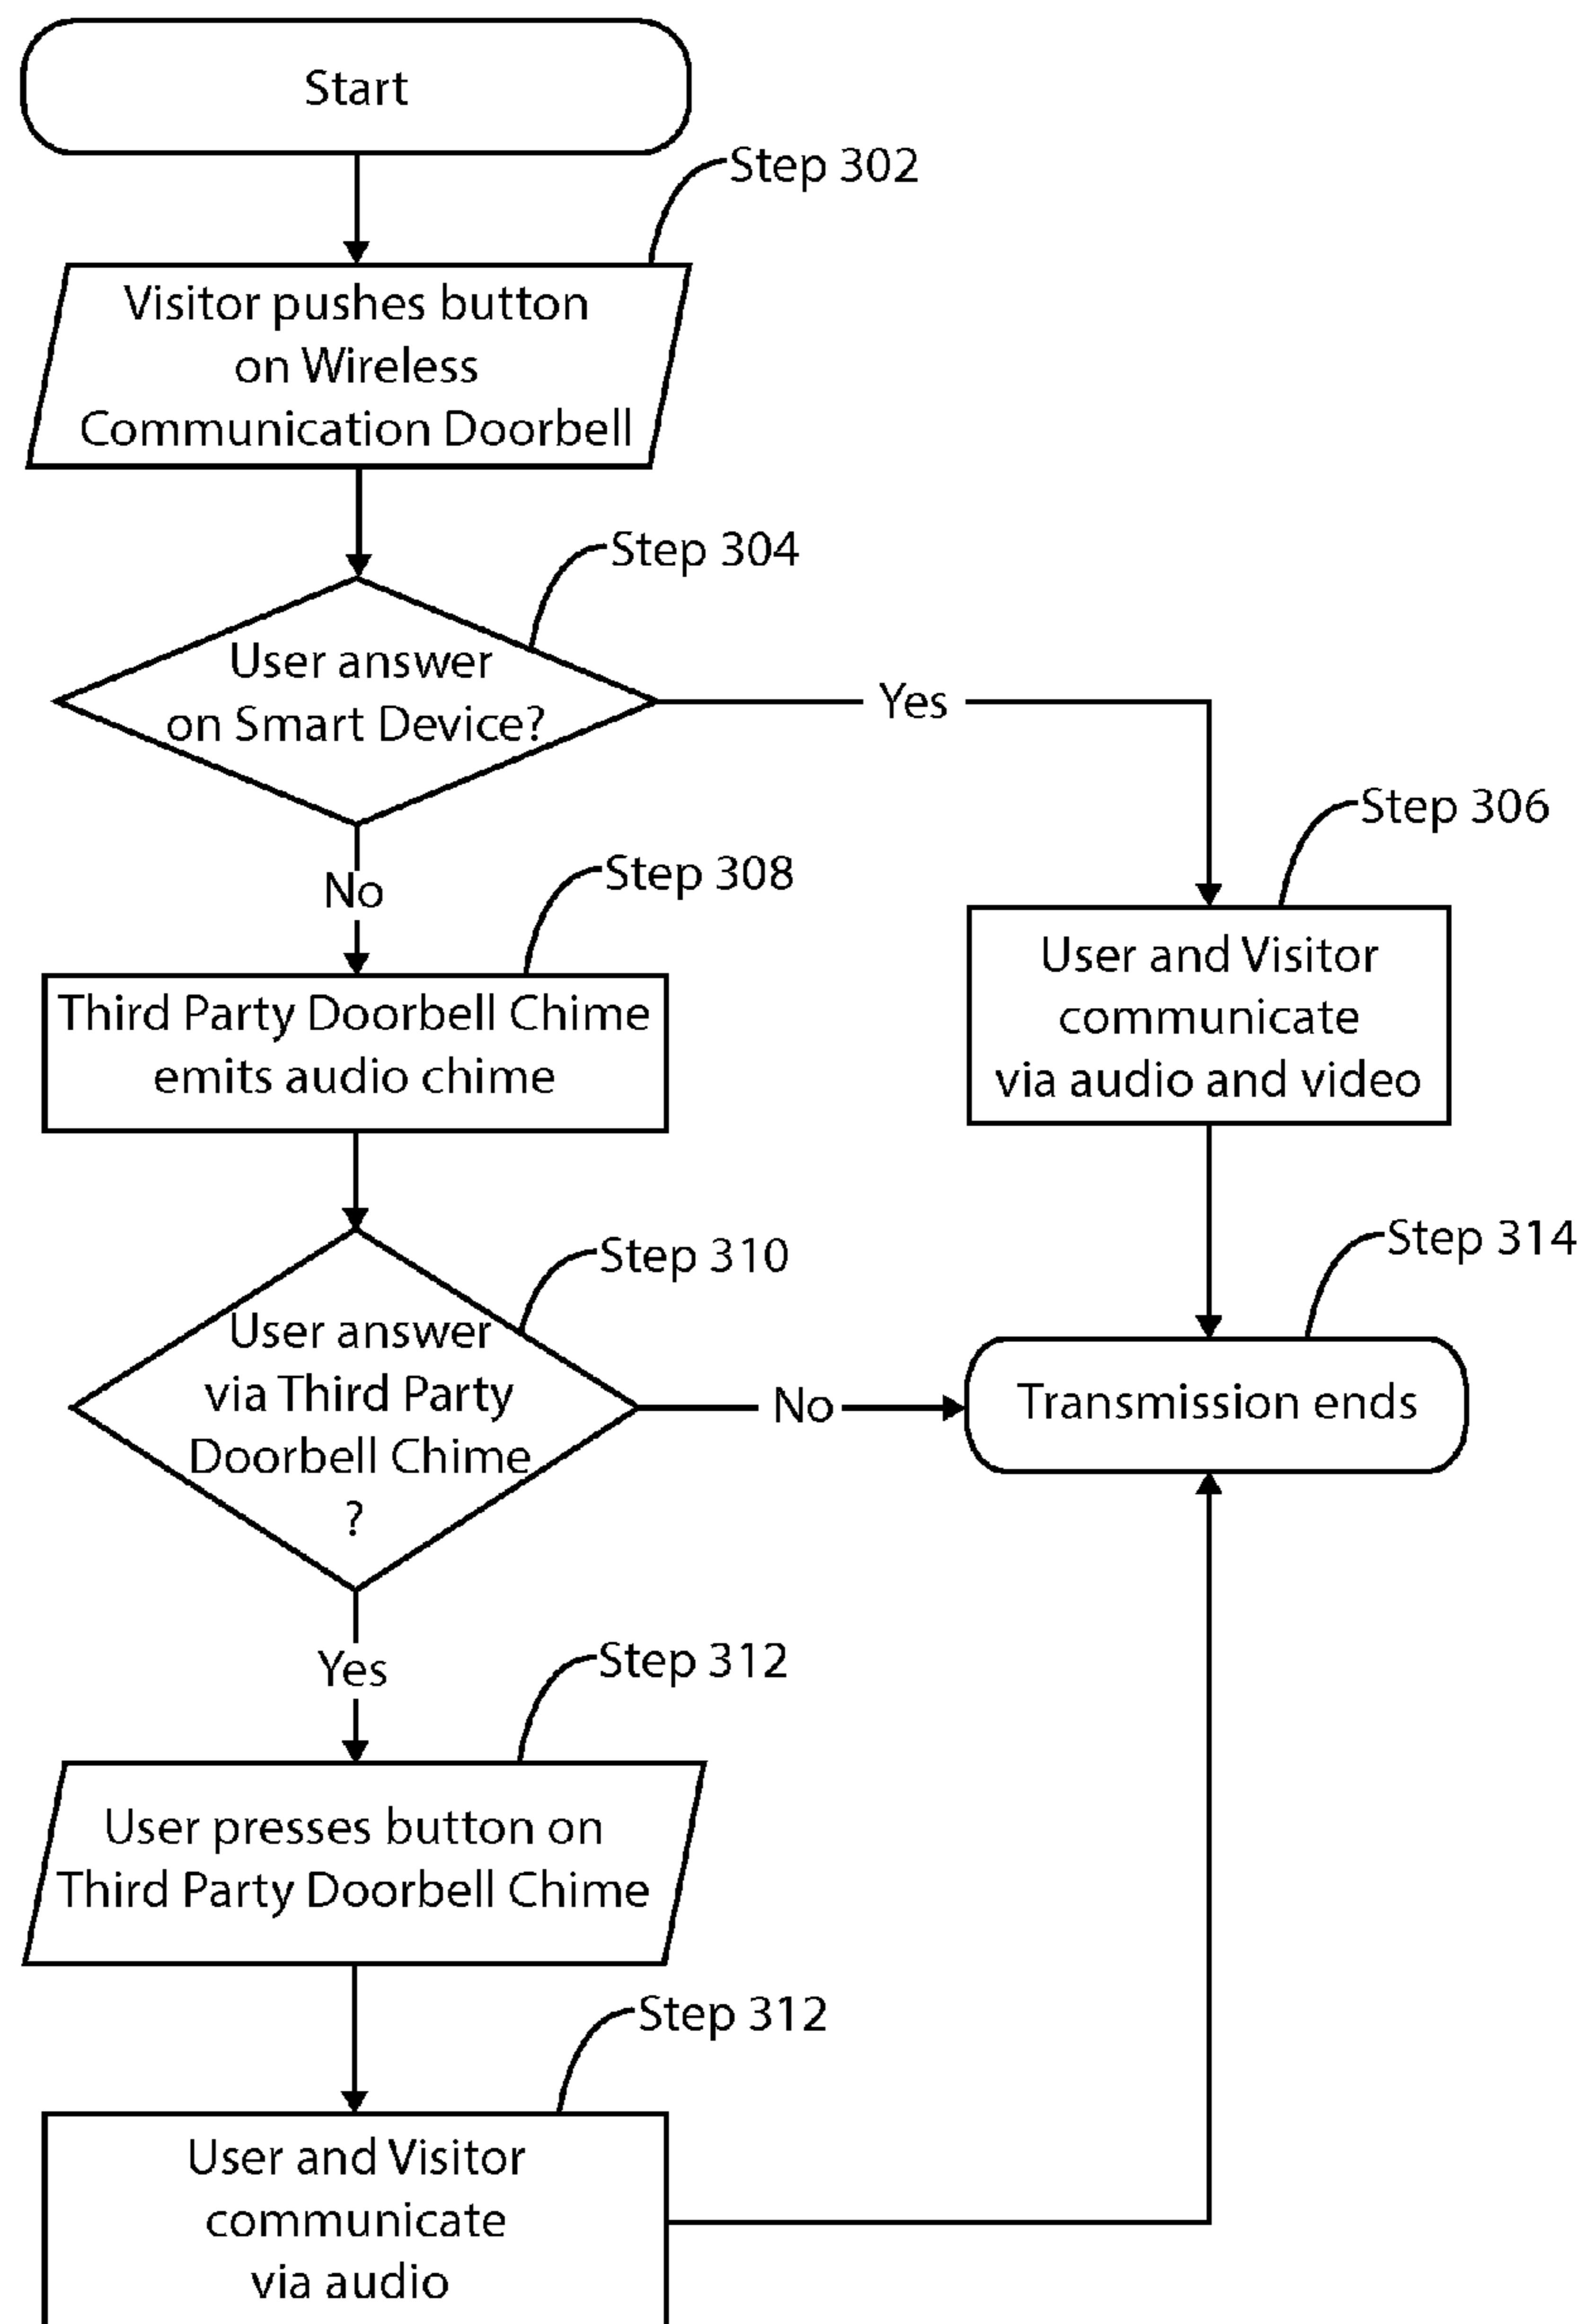 Start
Step 302
Visitor pushes button
on Wireless
Communication Doorbell
Step 304
User answer
on Smart Device?
Yes
No
Step 306
User and Visitor
communicate
via audio and video
Step 308
Third Party Doorbell Chime
emits audio chime
Step 310
User answer
via Third Party
Doorbell Chime
?
No
Step 314
Transmission ends
Yes
Step 312
User presses button on
Third Party Doorbell Chime
Step 312
User and Visitor
communicate
via audio